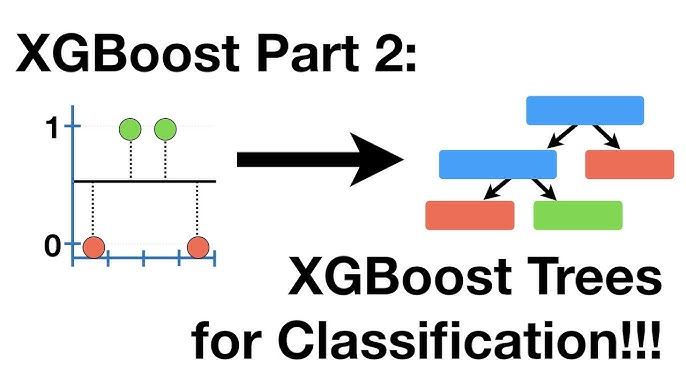 XGBoost Part 2:
1
0
XGBoost Trees
for Classification!!!